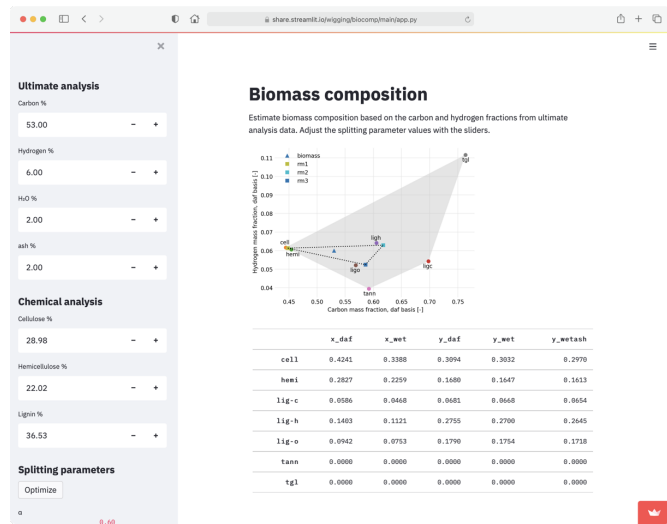 share.streamlit.io/wigging/biocomp/main/app.py
Ultimate analysis
Carbon %
53.00 - +
Hydrogen %
6.00 - +
H₂O %
2.00 - +
ash %
2.00 - +
Chemical analysis
Cellulose %
28.98 - +
Hemicellulose %
22.02 - +
Lignin %
36.53 - +
Splitting parameters
Optimize
α
0.60
Biomass composition
Estimate biomass composition based on the carbon and hydrogen fractions from ultimate
analysis data. Adjust the splitting parameter values with the sliders.
biomass
rm1
rm2
rm3
Hydrogen mass fraction, daf basis [-]
0.11
0.10
0.09
0.08
0.07
0.06
0.05
0.04
tgl
cell
hemi
ligh
ligo
ligc
tann
0.45 0.50 0.55 0.60 0.65 0.70 0.75
Carbon mass fraction, daf basis [-]
x_daf x_wet y_daf y_wet y_wetash
cell 0.4241 0.3388 0.3094 0.3032 0.2970
hemi 0.2827 0.2259 0.1680 0.1647 0.1613
lig-c 0.0586 0.0468 0.0681 0.0668 0.0654
lig-h 0.1403 0.1121 0.2755 0.2700 0.2645
lig-o 0.0942 0.0753 0.1790 0.1754 0.1718
tann 0.0000 0.0000 0.0000 0.0000 0.0000
tgl 0.0000 0.0000 0.0000 0.0000 0.0000